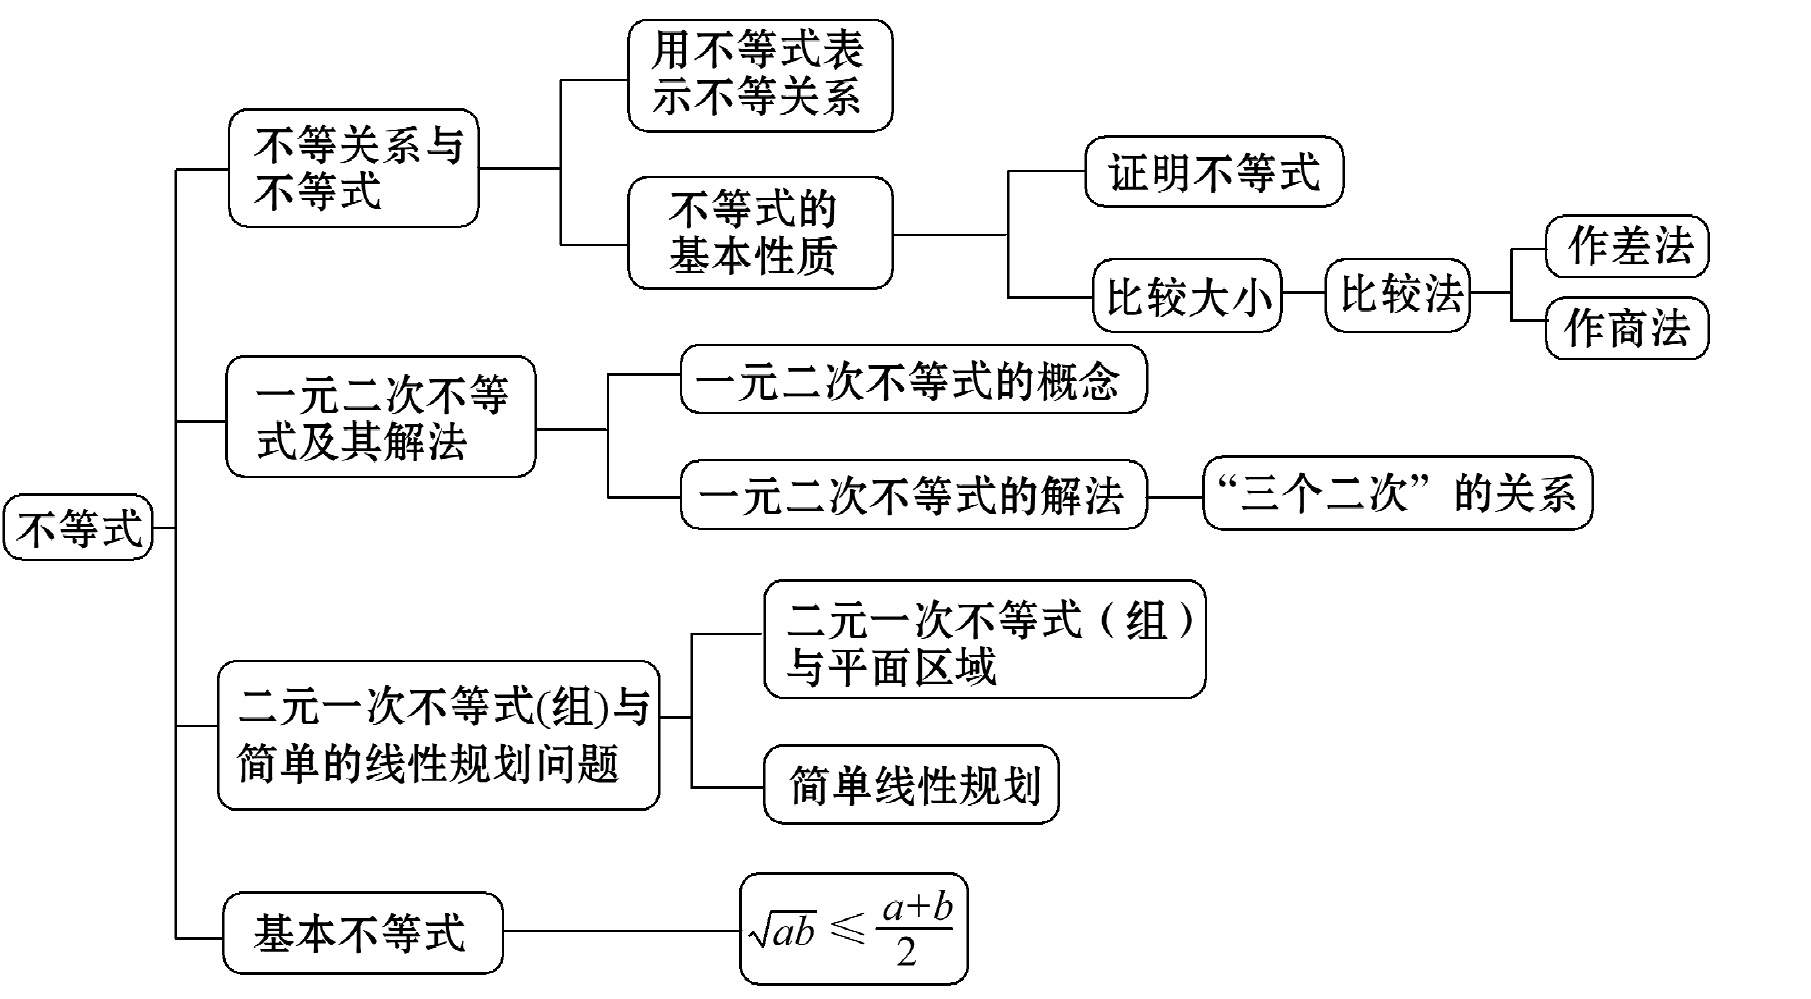 不等式
不等关系与
不等式
用不等式表
示不等关系
不等式的
基本性质
证明不等式
比较大小
比较法
作差法
作商法
一元二次不等
式及其解法
一元二次不等式的概念
一元二次不等式的解法
“三个二次”的关系
二元一次不等式(组)与
简单的线性规划问题
二元一次不等式（组）
与平面区域
简单线性规划
基本不等式
√ab ≤ a+b/2